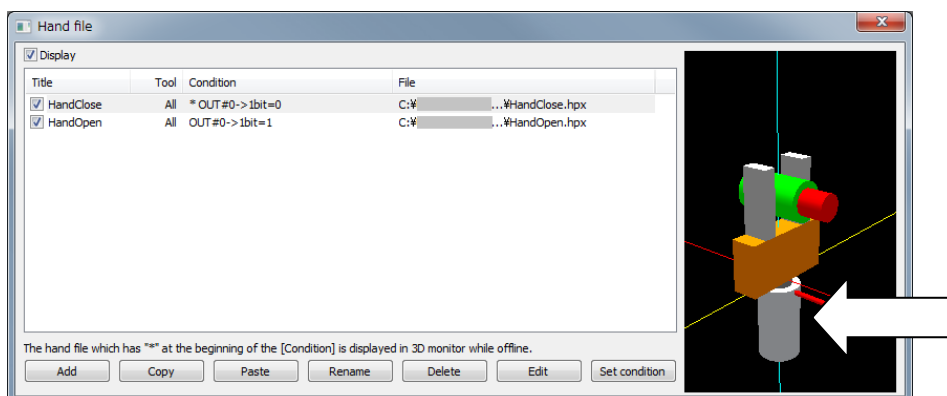 Hand file
Display
Title Tool Condition File
HandClose All * OUT#0->1bit=0 C:¥ ...¥HandClose.hpx
HandOpen All OUT#0->1bit=1 C:¥ ...¥HandOpen.hpx
The hand file which has "*" at the beginning of the [Condition] is displayed in 3D monitor while offline.
Add Copy Paste Rename Delete Edit Set condition